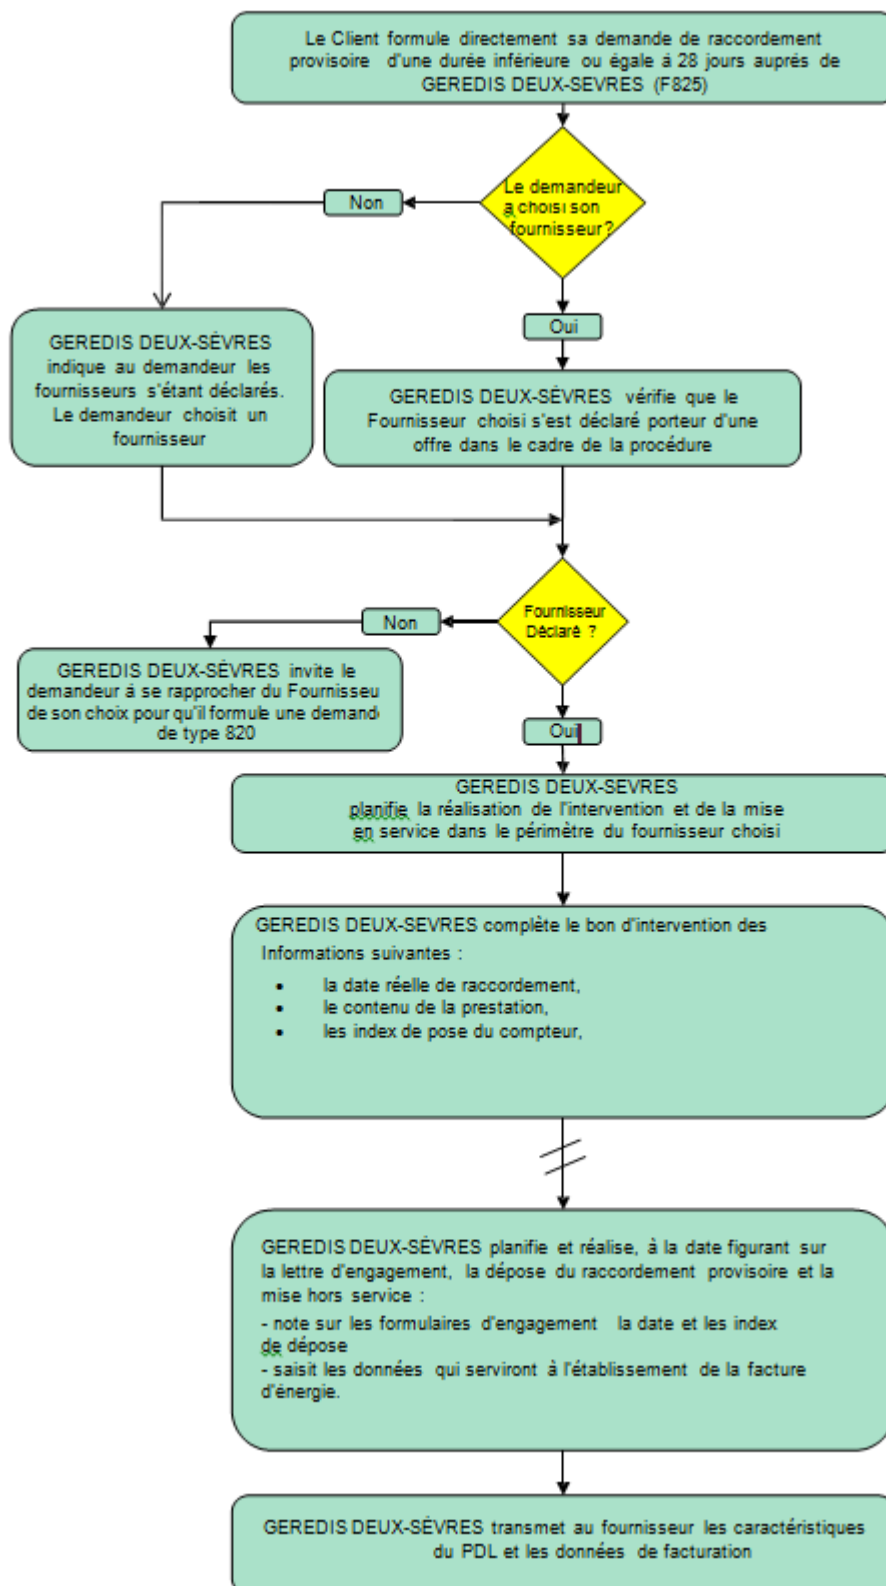 Le Client formule directement sa demande de raccordement
provisoire d'une durée inférieure ou égale á 28 jours auprés de
GEREDIS DEUX-SEVRES (F825)
Le demandeur
a choisi son
fournisseur?
Non
Oui
GEREDIS DEUX-SÈVRES
indique au demandeur les
fournisseurs s'étant déclarés.
Le demandeur choisit un
fournisseur
GEREDIS DEUX-SÈVRES vérifie que le
Fournisseur choisi s'est déclaré porteur d'une
offre dans le cadre de la procédure
Fournisseur
Déclaré ?
Non
GEREDIS DEUX-SÈVRES invite le
demandeur á se rapprocher du Fournisseu
de son choix pour qu'il formule une demand
de type 820
Oui
GEREDIS DEUX-SEVRES
planifie la réalisation de l'intervention et de la mise
en service dans le périmètre du fournisseur choisi
GEREDIS DEUX-SEVRES complète le bon d'intervention des
Informations suivantes :
• la date réelle de raccordement,
• le contenu de la prestation,
• les index de pose du compteur,
GEREDIS DEUX-SÈVRES planifie et réalise, à la date figurant sur
la lettre d'engagement, la dépose du raccordement provisoire et la
mise hors service :
- note sur les formulaires d'engagement la date et les index
de dépose
- saisit les données qui serviront à l'établissement de la facture
d'énergie.
GEREDIS DEUX-SÈVRES transmet au fournisseur les caractéristiques
du PDL et les données de facturation